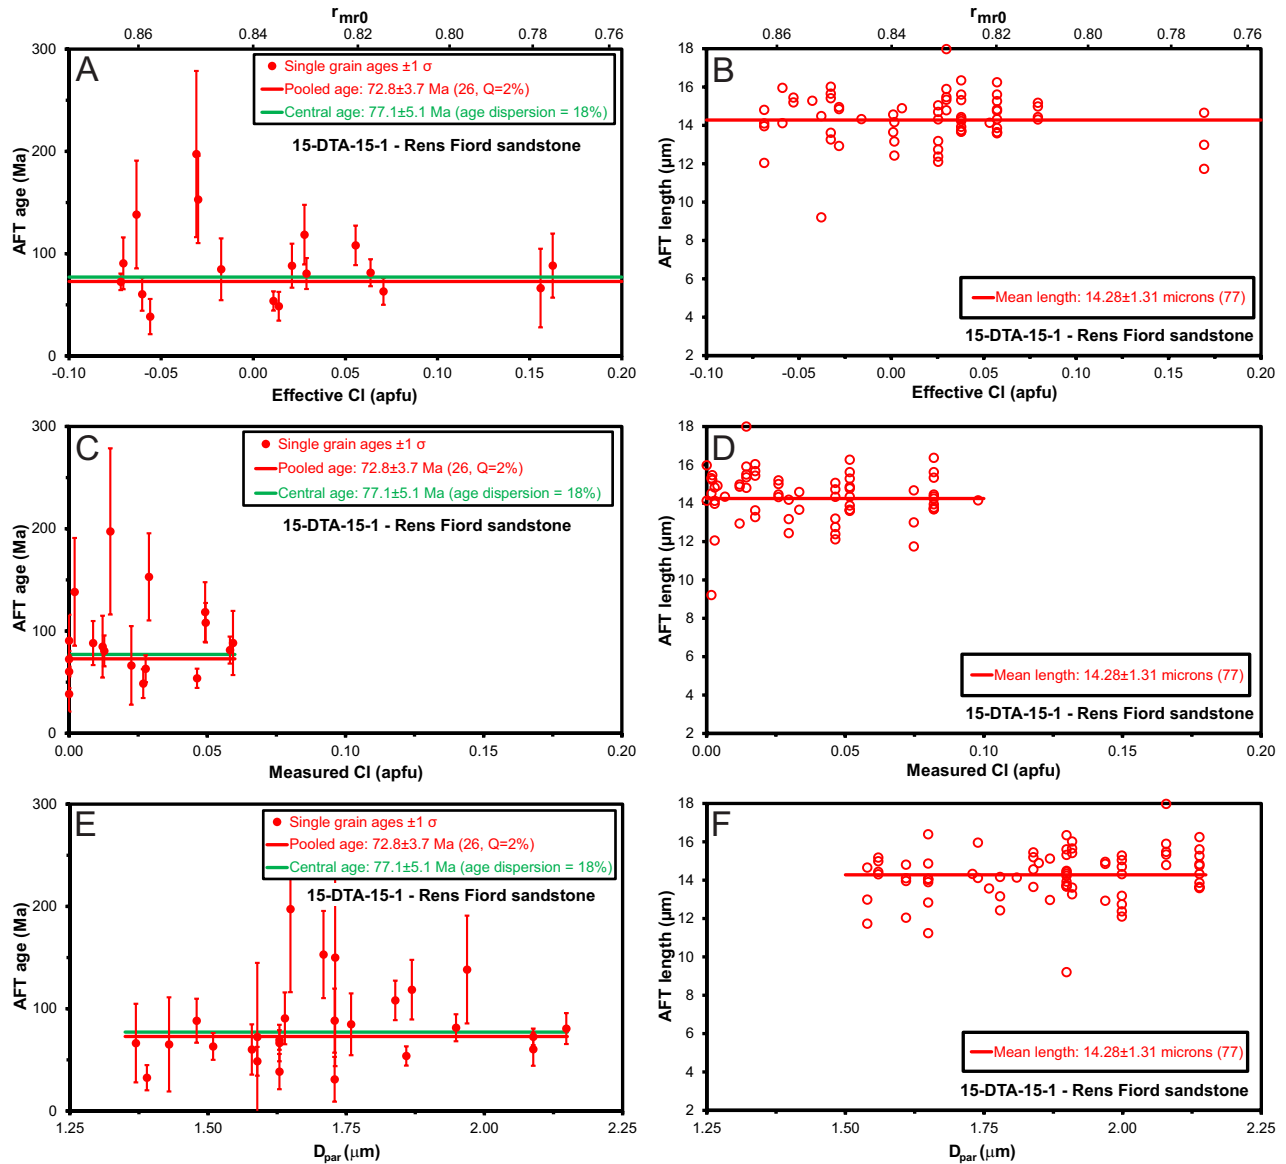 r_mr0
0.86 0.84 0.82 0.80 0.78 0.76
A
300
200
100
0
AFT age (Ma)
Single grain ages ±1 σ
Pooled age: 72.8±3.7 Ma (26, Q=2%)
Central age: 77.1±5.1 Ma (age dispersion = 18%)
15-DTA-15-1 - Rens Fiord sandstone
-0.10 -0.05 0.00 0.05 0.10 0.15 0.20
Effective Cl (apfu)
r_mr0
0.86 0.84 0.82 0.80 0.78 0.76
B
18
16
14
12
10
8
6
4
2
AFT length (µm)
Mean length: 14.28±1.31 microns (77)
15-DTA-15-1 - Rens Fiord sandstone
-0.10 -0.05 0.00 0.05 0.10 0.15 0.20
Effective Cl (apfu)
C
300
200
100
0
AFT age (Ma)
Single grain ages ±1 σ
Pooled age: 72.8±3.7 Ma (26, Q=2%)
Central age: 77.1±5.1 Ma (age dispersion = 18%)
15-DTA-15-1 - Rens Fiord sandstone
0.00 0.05 0.10 0.15 0.20
Measured Cl (apfu)
D
18
16
14
12
10
8
6
4
2
AFT length (µm)
Mean length: 14.28±1.31 microns (77)
15-DTA-15-1 - Rens Fiord sandstone
0.00 0.05 0.10 0.15 0.20
Measured Cl (apfu)
E
300
200
100
0
AFT age (Ma)
Single grain ages ±1 σ
Pooled age: 72.8±3.7 Ma (26, Q=2%)
Central age: 77.1±5.1 Ma (age dispersion = 18%)
15-DTA-15-1 - Rens Fiord sandstone
1.25 1.50 1.75 2.00 2.25
D_par (µm)
F
18
16
14
12
10
8
6
4
2
AFT length (µm)
Mean length: 14.28±1.31 microns (77)
15-DTA-15-1 - Rens Fiord sandstone
1.25 1.50 1.75 2.00 2.25
D_par (µm)